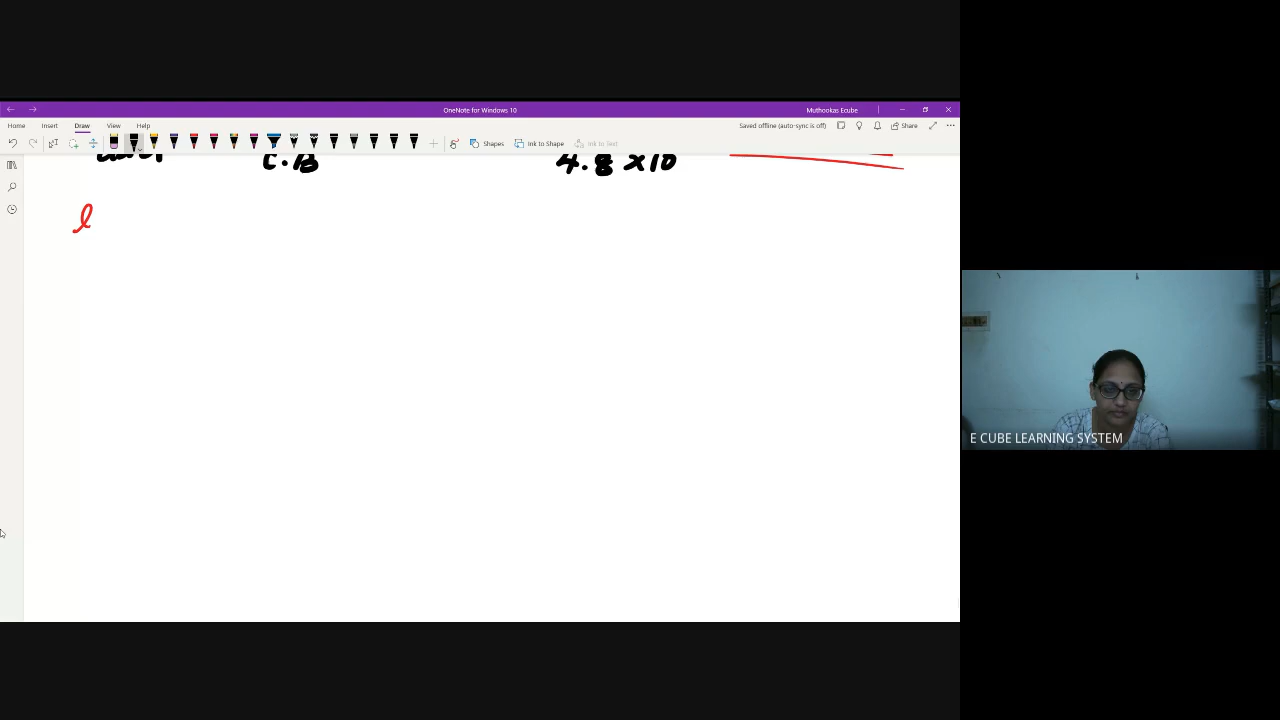 OneNote for Windows 10
Muthookas Ecube
Home Insert Draw View Help
Saved offline (auto-sync is off) Share
Shapes Ink to Shape Ink to Text
C.B 4.8 x10
l
E CUBE LEARNING SYSTEM